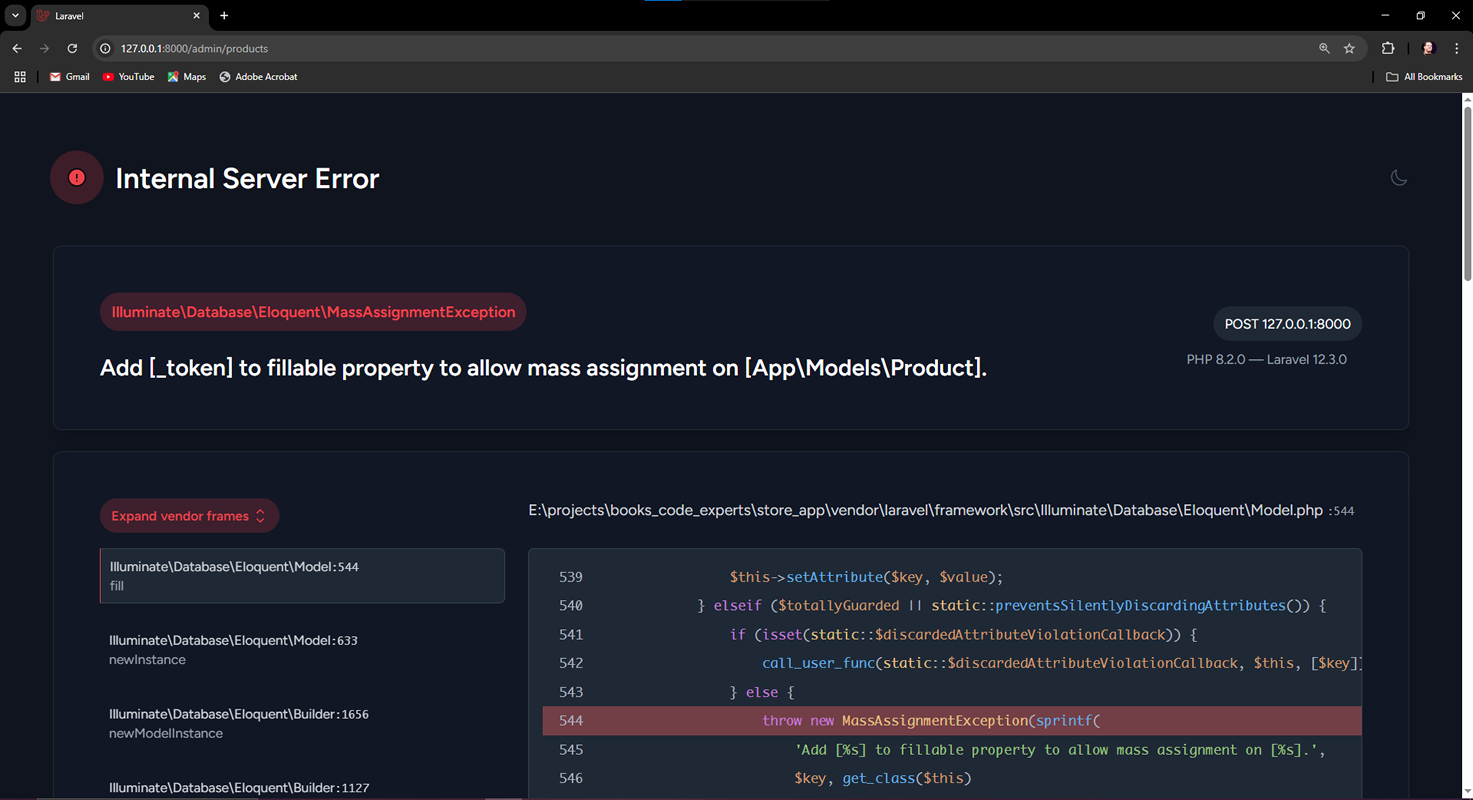 Laravel
127.0.0.1:8000/admin/products
Gmail
YouTube
Maps
Adobe Acrobat
All Bookmarks
Internal Server Error
Illuminate\Database\Eloquent\MassAssignmentException
POST 127.0.0.1:8000
Add [_token] to fillable property to allow mass assignment on [App\Models\Product].
PHP 8.2.0 — Laravel 12.3.0
Expand vendor frames
Illuminate\Database\Eloquent\Model:544
fill
Illuminate\Database\Eloquent\Model:633
newInstance
Illuminate\Database\Eloquent\Builder:1656
newModelInstance
Illuminate\Database\Eloquent\Builder:1127
E:\projects\books_code_experts\store_app\vendor\laravel\framework\src\Illuminate\Database\Eloquent\Model.php :544
539 $this->setAttribute($key, $value);
540 } elseif ($totallyGuarded || static::preventsSilentlyDiscardingAttributes()) {
541 if (isset(static::$discardedAttributeViolationCallback)) {
542 call_user_func(static::$discardedAttributeViolationCallback, $this, [$key]
543 } else {
544 throw new MassAssignmentException(sprintf(
545 'Add [%s] to fillable property to allow mass assignment on [%s].',
546 $key, get_class($this)